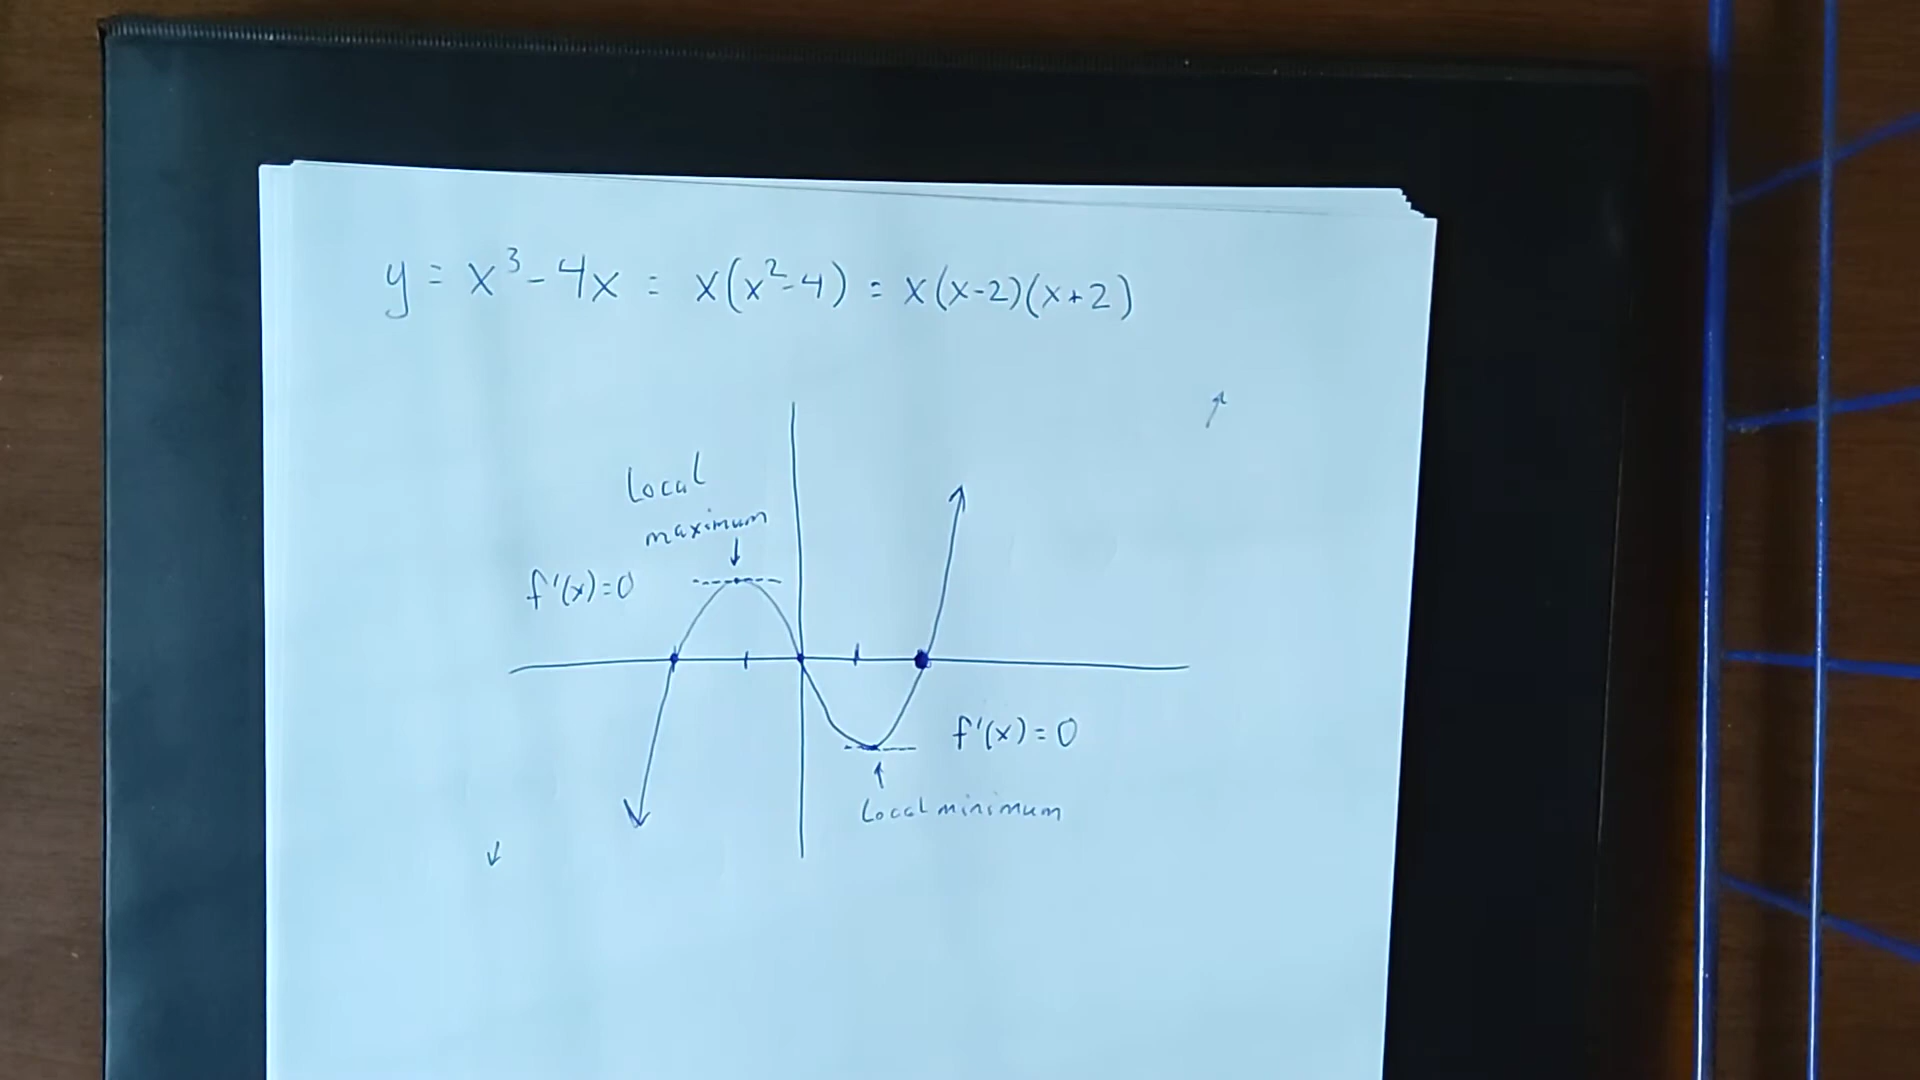 y = x³ - 4x = x(x² - 4) = x(x-2)(x+2)
Local
maximum
f'(x)=0
f'(x)=0
Local minimum